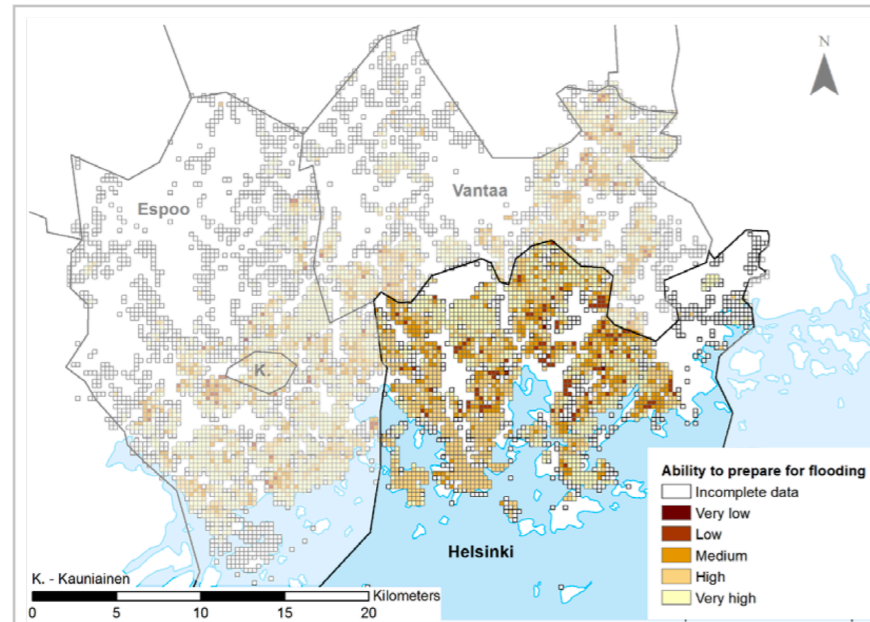 N
Vantaa
Espoo
K.
Helsinki
Ability to prepare for flooding
Incomplete data
Very low
Low
Medium
High
Very high
K. - Kauniainen
Kilometers
0 5 10 15 20